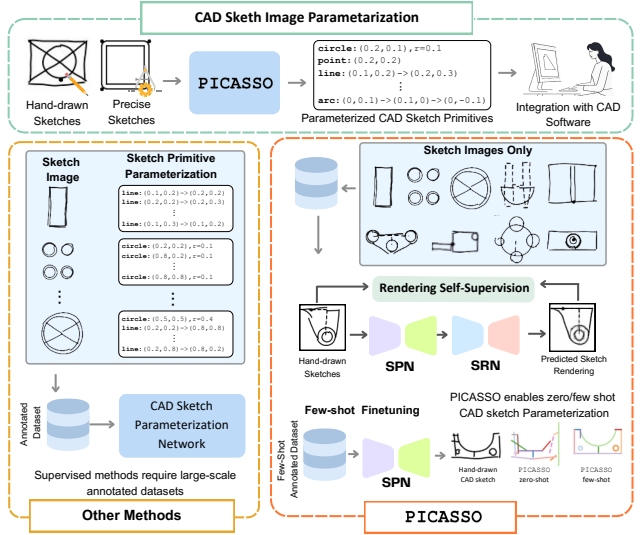 CAD Sketh Image Parametarization
Hand-drawn
Sketches
Precise
Sketches
PICASSO
circle:(0.2,0.1),r=0.1
point:(0.2,0.2)
line:(0.1,0.2)->(0.2,0.3)
⋮
arc:(0,0.1)->(0.1,0)->(0,-0.1)
Parameterized CAD Sketch Primitives
Integration with CAD
Software
Sketch
Image
Sketch Primitive
Parameterization
line:(0.1,0.2)->(0.2,0.2)
line:(0.2,0.2)->(0.2,0.3)
⋮
line:(0.1,0.3)->(0.1,0.2)
circle:(0.2,0.2),r=0.1
circle:(0.8,0.2),r=0.1
⋮
circle:(0.8,0.8),r=0.1
circle:(0.5,0.5),r=0.4
line:(0.2,0.2)->(0.8,0.8)
⋮
line:(0.2,0.8)->(0.8,0.2)
Annotated
Dataset
CAD Sketch
Parameterization
Network
Supervised methods require large-scale
annotated datasets
Other Methods
Sketch Images Only
Rendering Self-Supervision
Hand-drawn
Sketches
SPN
SRN
Predicted Sketch
Rendering
Few-shot Finetuning
PICASSO enables zero/few shot
CAD sketch Parameterization
Few-Shot
Annotated Dataset
SPN
Hand-drawn
CAD sketch
PICASSO
zero-shot
PICASSO
few-shot
PICASSO